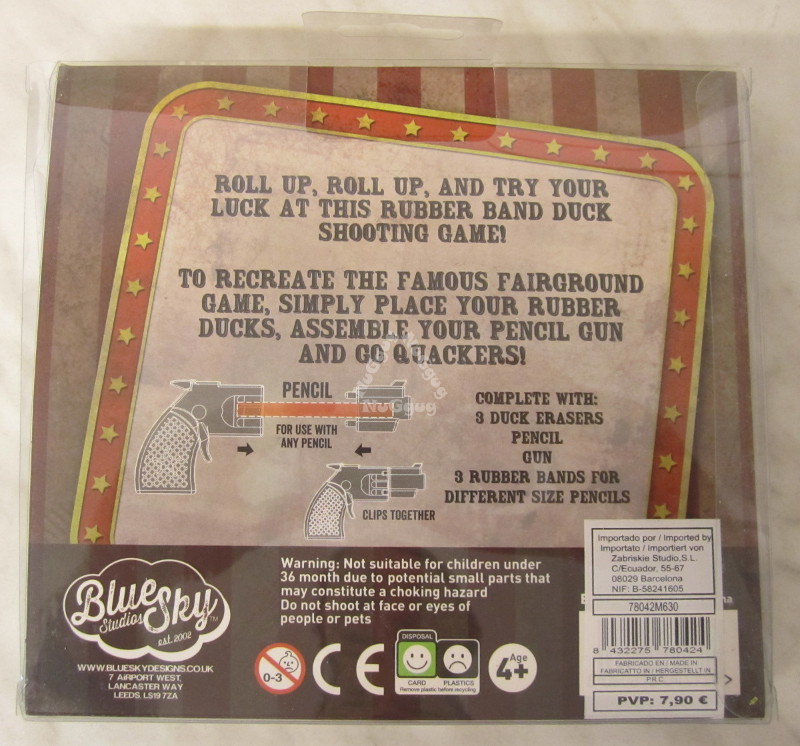 ROLL UP, ROLL UP, AND TRY YOUR
LUCK AT THIS RUBBER BAND DUCK
SHOOTING GAME!
TO RECREATE THE FAMOUS FAIRGROUND
GAME, SIMPLY PLACE YOUR RUBBER
DUCKS, ASSEMBLE YOUR PENCIL GUN
AND GO QUACKERS!
PENCIL
FOR USE WITH
ANY PENCIL
CLIPS TOGETHER
NuGgug
COMPLETE WITH:
3 DUCK ERASERS
PENCIL
GUN
3 RUBBER BANDS FOR
DIFFERENT SIZE PENCILS
Blue Sky
Studios
est. 2002
TM
WWW.BLUESKYDESIGNS.CO.UK
7 AIRPORT WEST,
LANCASTER WAY
LEEDS. LS19 7ZA
Warning: Not suitable for children under
36 month due to potential small parts that
may constitute a choking hazard
Do not shoot at face or eyes of
people or pets
0-3
CE
DISPOSAL
CARD PLASTICS
Remove plastic before recycling
Age
4+
Importado por / Imported by
Importato / Importiert von
Zabriskie Studio,S.L.
C/Ecuador, 55-67
08029 Barcelona
NIF: B-58241605
78042M630
8 432275 780424
FABRICADO EN / MADE IN
FABRICATTO IN / HERGESTELLT IN
P.R.C.
PVP: 7,90 €